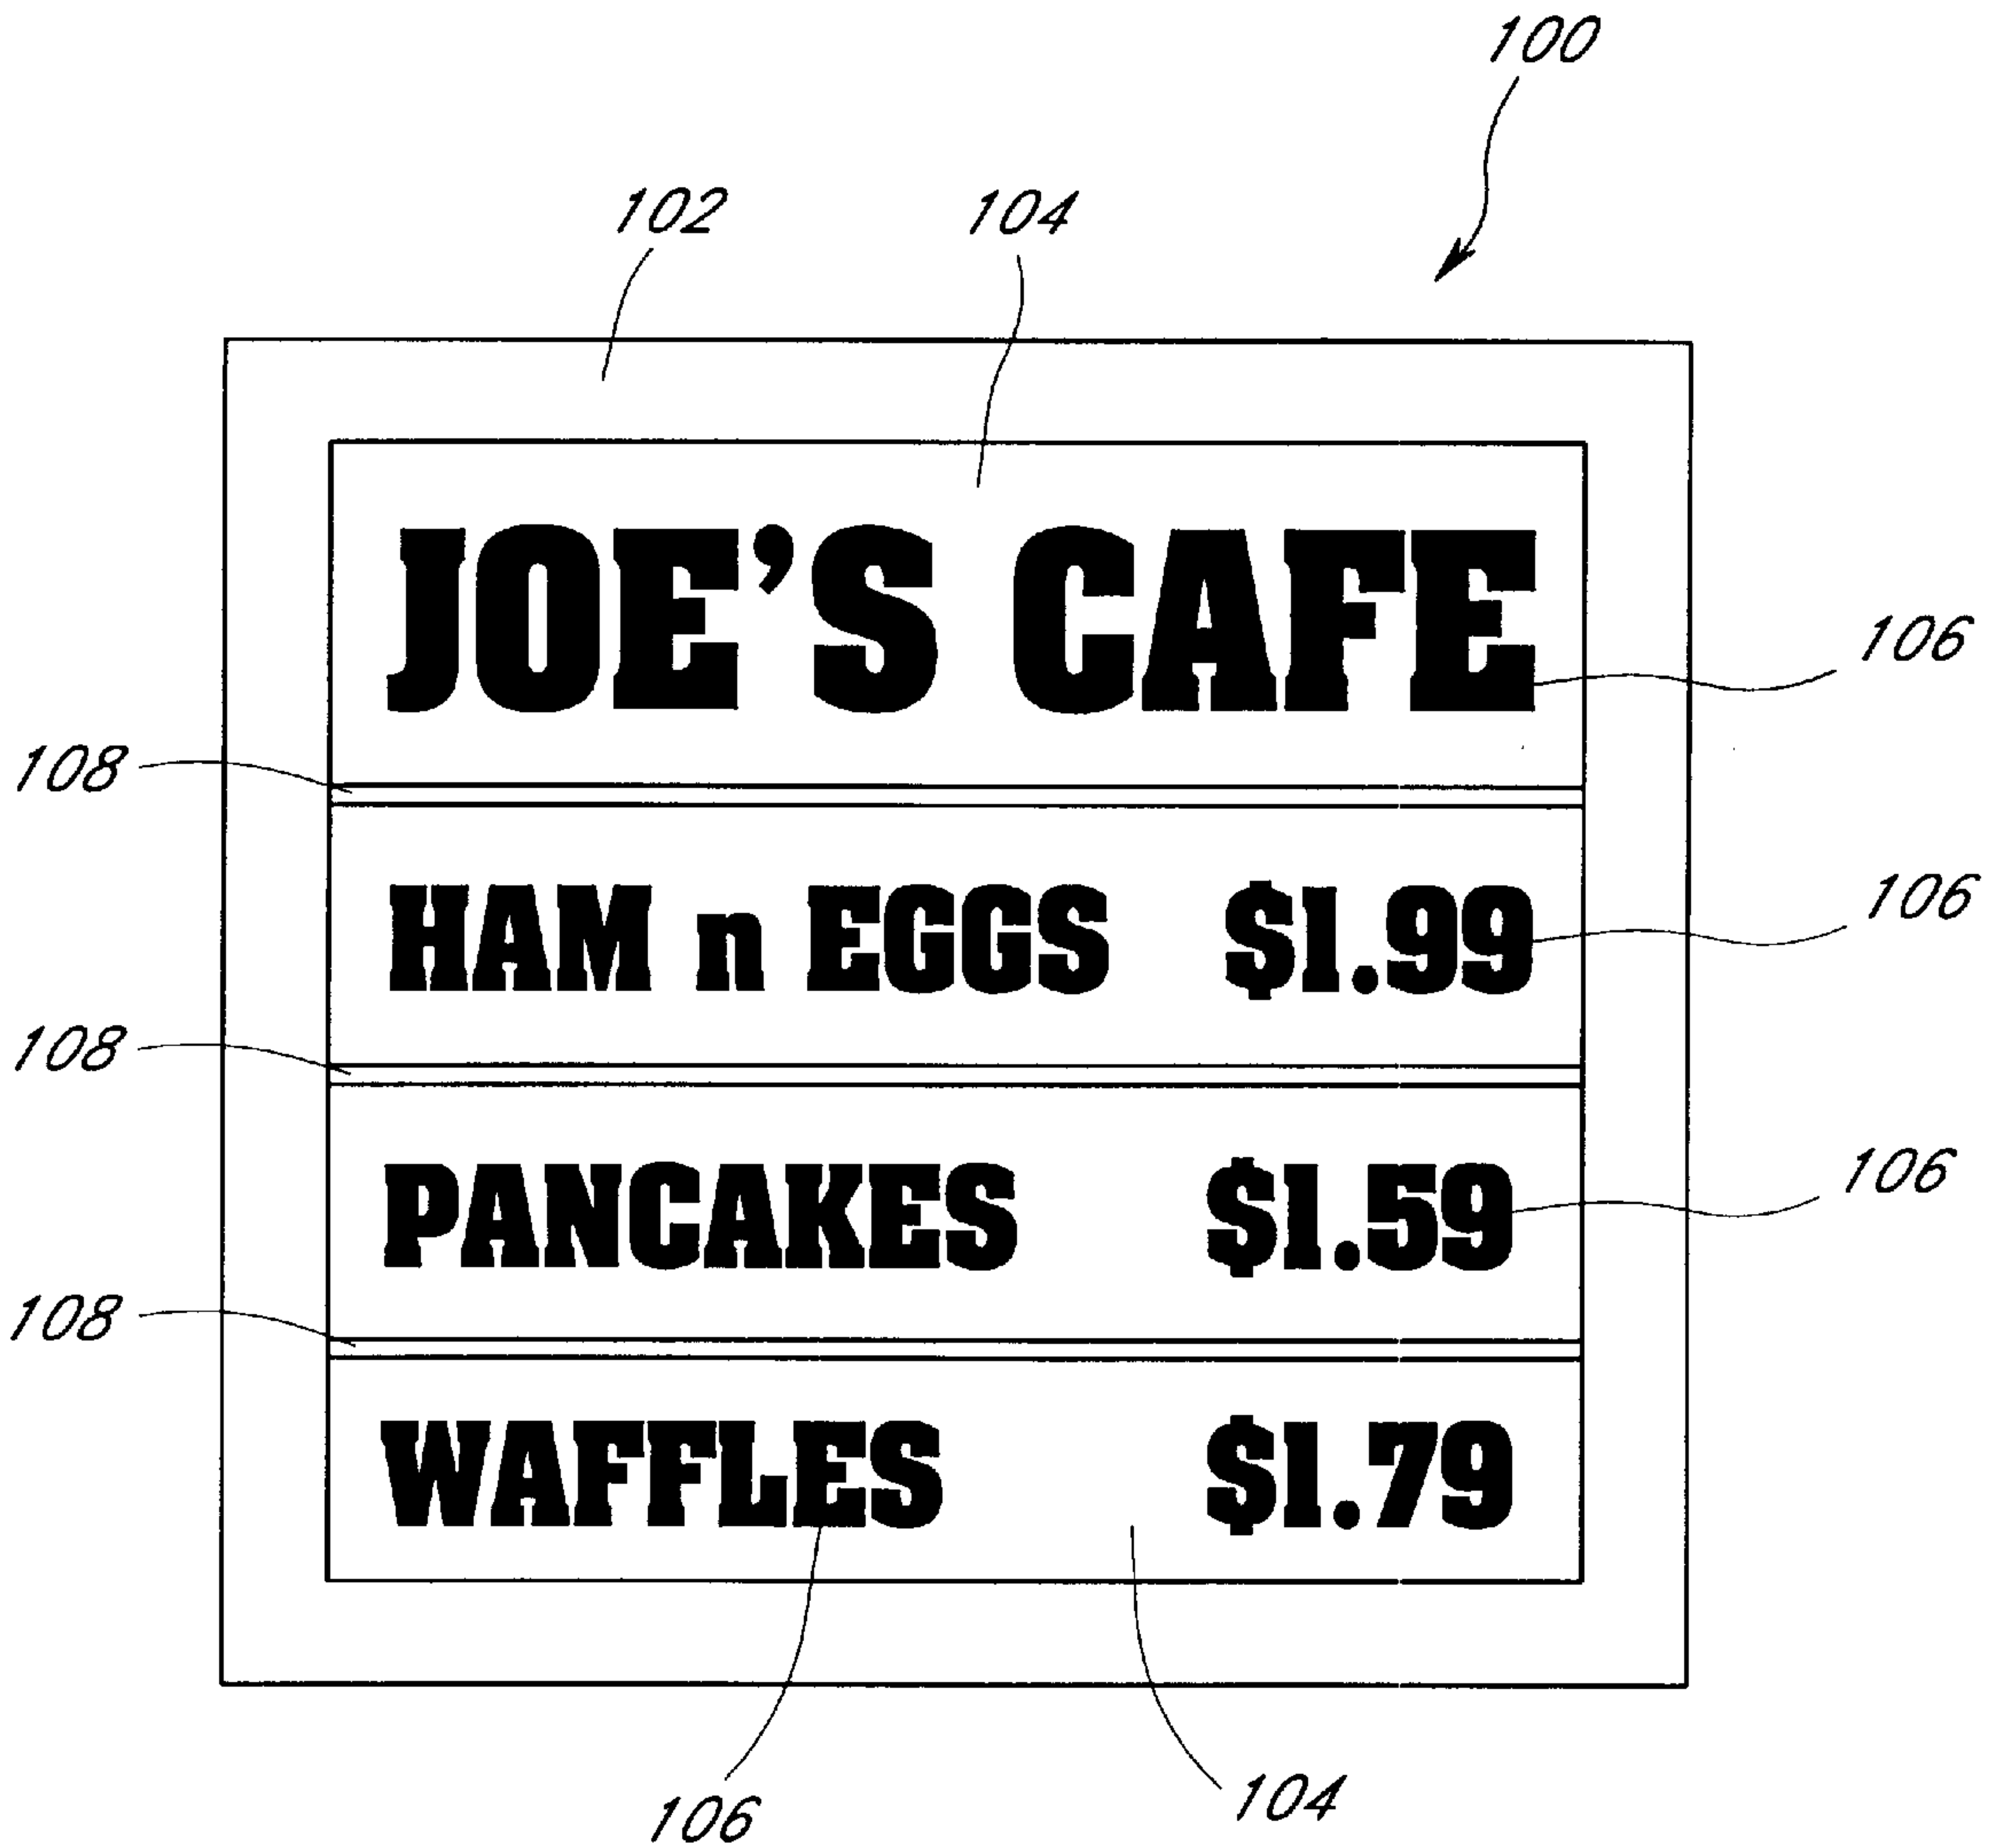 100
102 104
JOE'S CAFE
106
108
HAM n EGGS $1.99
106
108
PANCAKES $1.59
106
108
WAFFLES $1.79
106 104